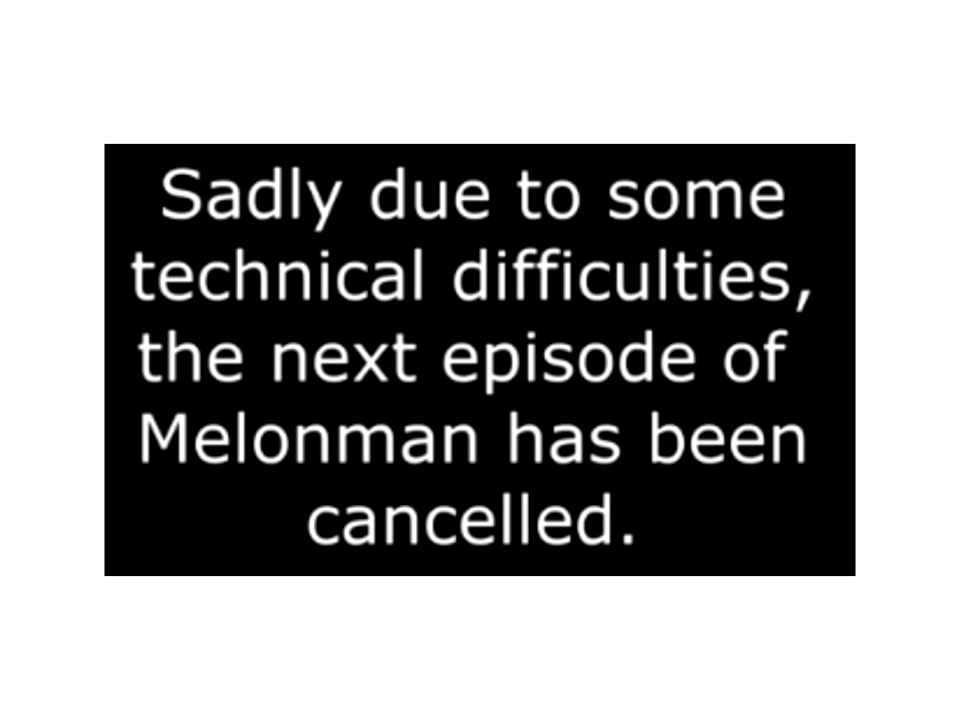 Sadly due to some
technical difficulties,
the next episode of
Melonman has been
cancelled.